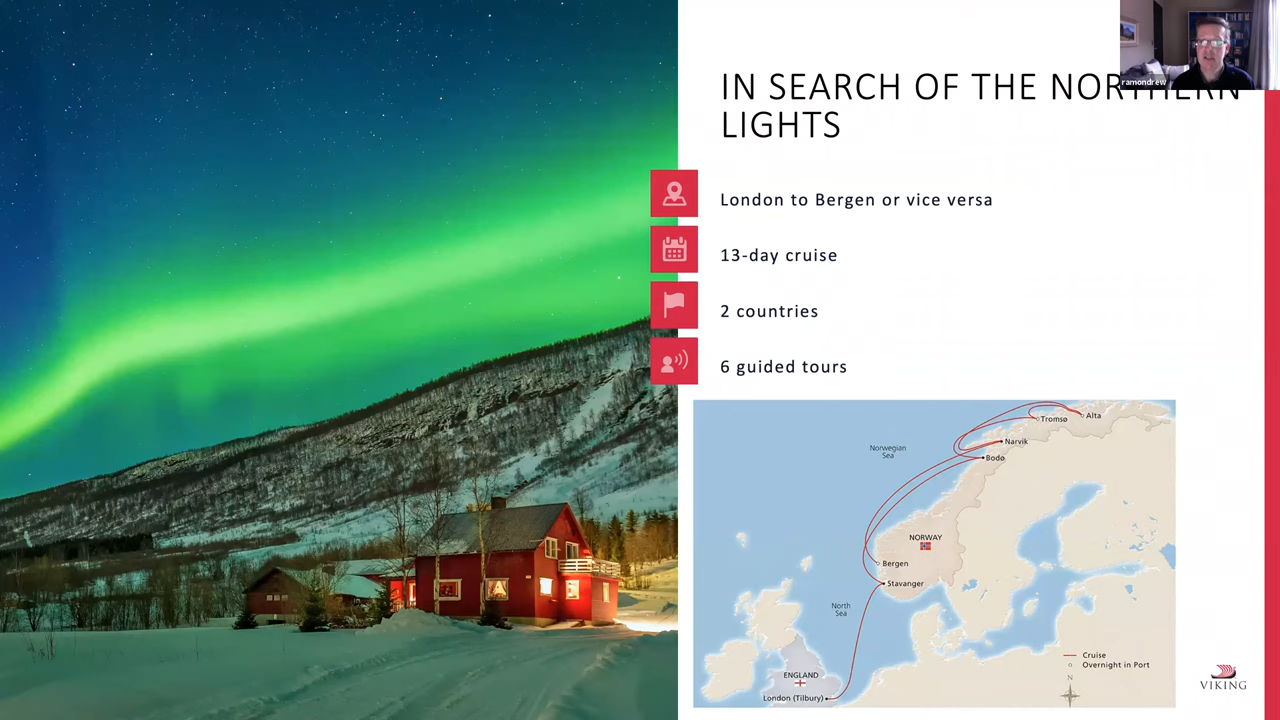 ramondrew
IN SEARCH OF THE NORTHERN
LIGHTS
London to Bergen or vice versa
13-day cruise
2 countries
6 guided tours
Tromsø
Alta
Narvik
Norwegian
Sea
Bodø
NORWAY
Bergen
Stavanger
North
Sea
Cruise
Overnight in Port
ENGLAND
N
London (Tilbury)
VIKING